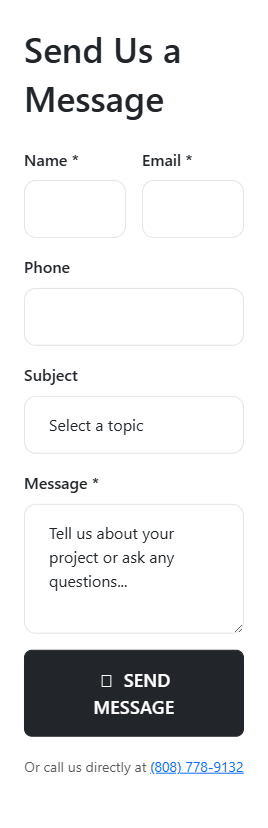 Send Us a
Message
Name * Email *
Phone
Subject
Select a topic
Message *
Tell us about your
project or ask any
questions...
SEND
MESSAGE
Or call us directly at (808) 778-9132